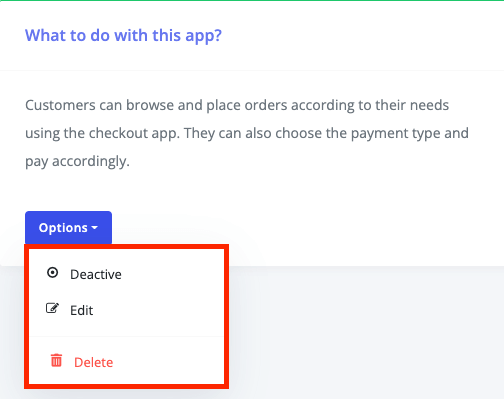 What to do with this app?
Customers can browse and place orders according to their needs
using the checkout app. They can also choose the payment type and
pay accordingly.
Options
Deactive
Edit
Delete